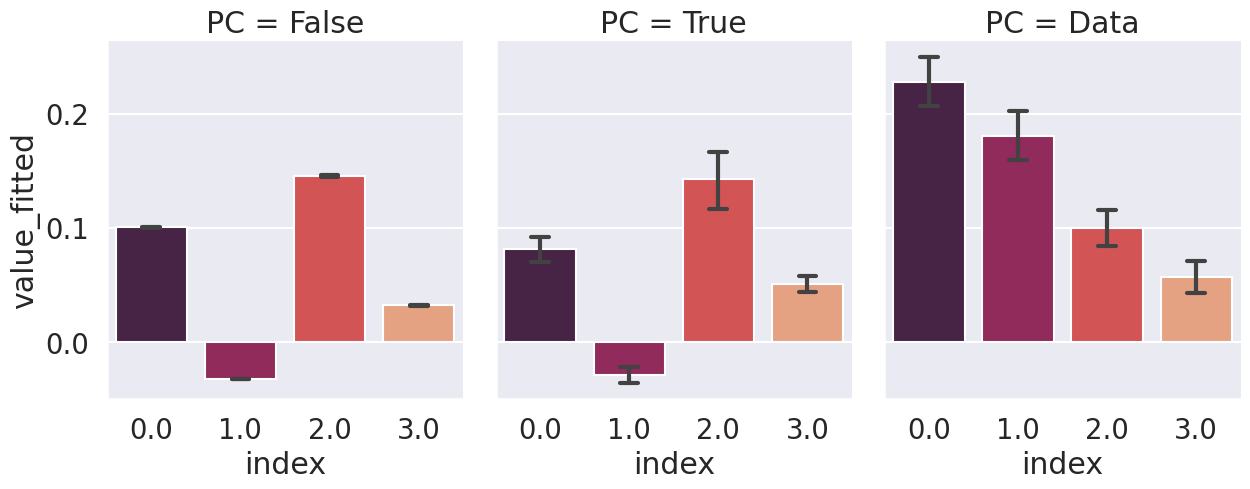 PC = False
PC = True
PC = Data
value_fitted
0.2
0.1
0.0
0.0 1.0 2.0 3.0
0.0 1.0 2.0 3.0
0.0 1.0 2.0 3.0
index
index
index